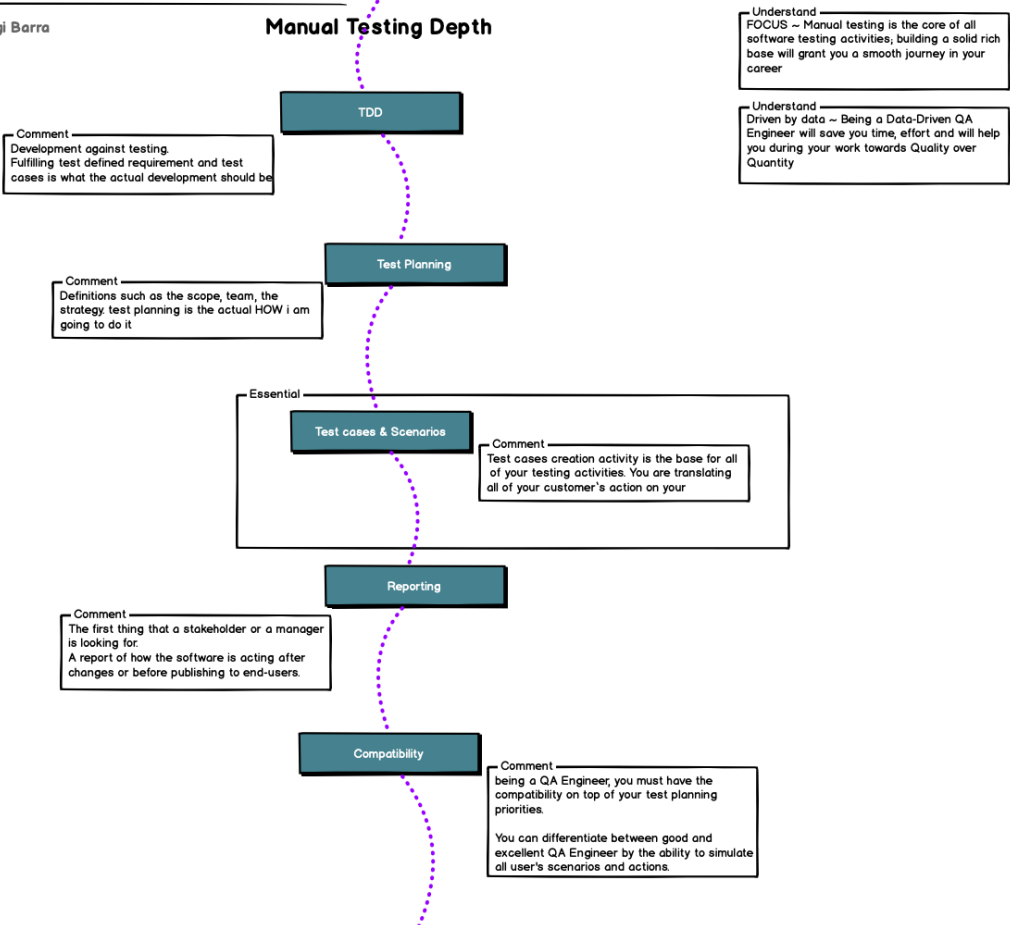 gi Barra
Manual Testing Depth
Understand
FOCUS ~ Manual testing is the core of all
software testing activities; building a solid rich
base will grant you a smooth journey in your
career
Understand
Driven by data ~ Being a Data-Driven QA
Engineer will save you time, effort and will help
you during your work towards Quality over
Quantity
TDD
Comment
Development against testing.
Fulfilling test defined requirement and test
cases is what the actual development should be
Test Planning
Comment
Definitions such as the scope, team, the
strategy. test planning is the actual HOW i am
going to do it
Essential
Test cases & Scenarios
Comment
Test cases creation activity is the base for all
of your testing activities. You are translating
all of your customer`s action on your
Reporting
Comment
The first thing that a stakeholder or a manager
is looking for.
A report of how the software is acting after
changes or before publishing to end-users.
Compatibility
Comment
being a QA Engineer, you must have the
compatibility on top of your test planning
priorities.
You can differentiate between good and
excellent QA Engineer by the ability to simulate
all user's scenarios and actions.